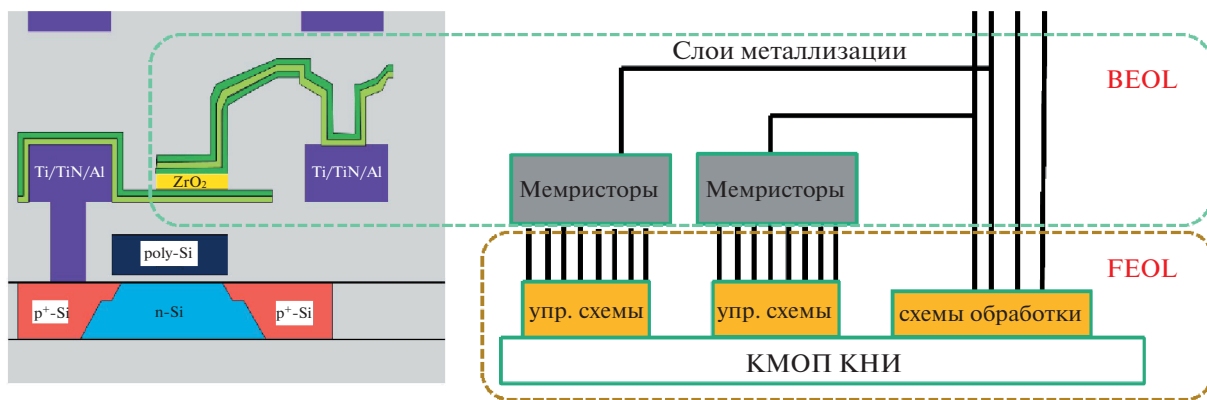 Слои металлизации
BEOL
Ti/TiN/Al
Ti/TiN/Al
ZrO₂
Мемристоры
Мемристоры
poly-Si
FEOL
p⁺-Si
n-Si
p⁺-Si
упр. схемы
упр. схемы
схемы обработки
КМОП КНИ